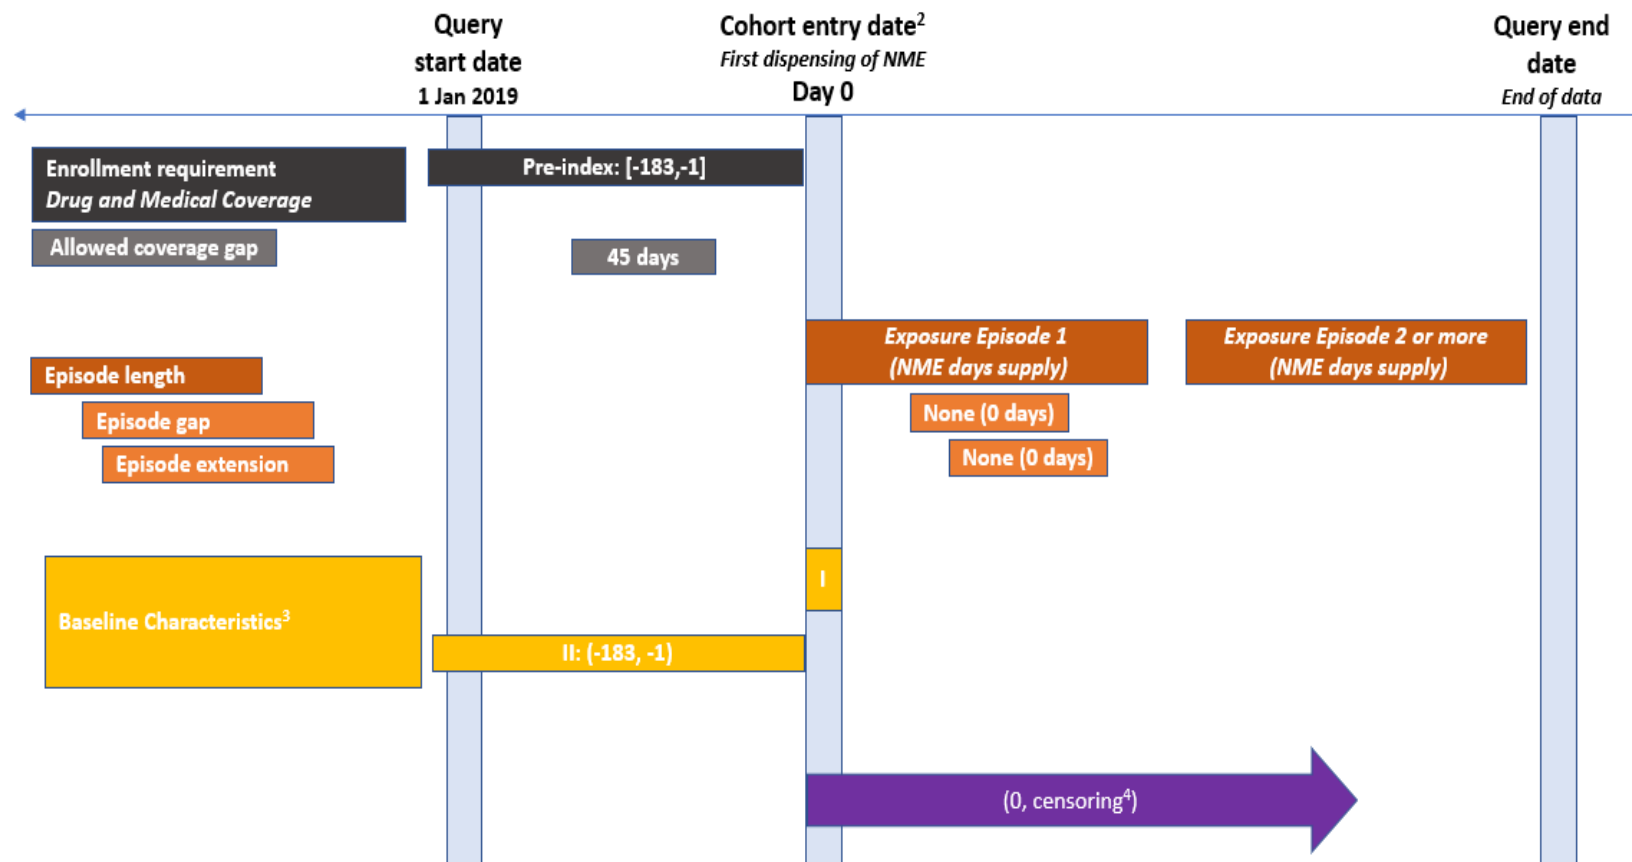 Query
start date
1 Jan 2019
Cohort entry date²
First dispensing of NME
Day 0
Query end
date
End of data
Enrollment requirement
Drug and Medical Coverage
Pre-index: [-183,-1]
Allowed coverage gap
45 days
Exposure Episode 1
(NME days supply)
Exposure Episode 2 or more
(NME days supply)
Episode length
Episode gap
None (0 days)
Episode extension
None (0 days)
I
Baseline Characteristics³
II: (-183, -1)
(0, censoring⁴)